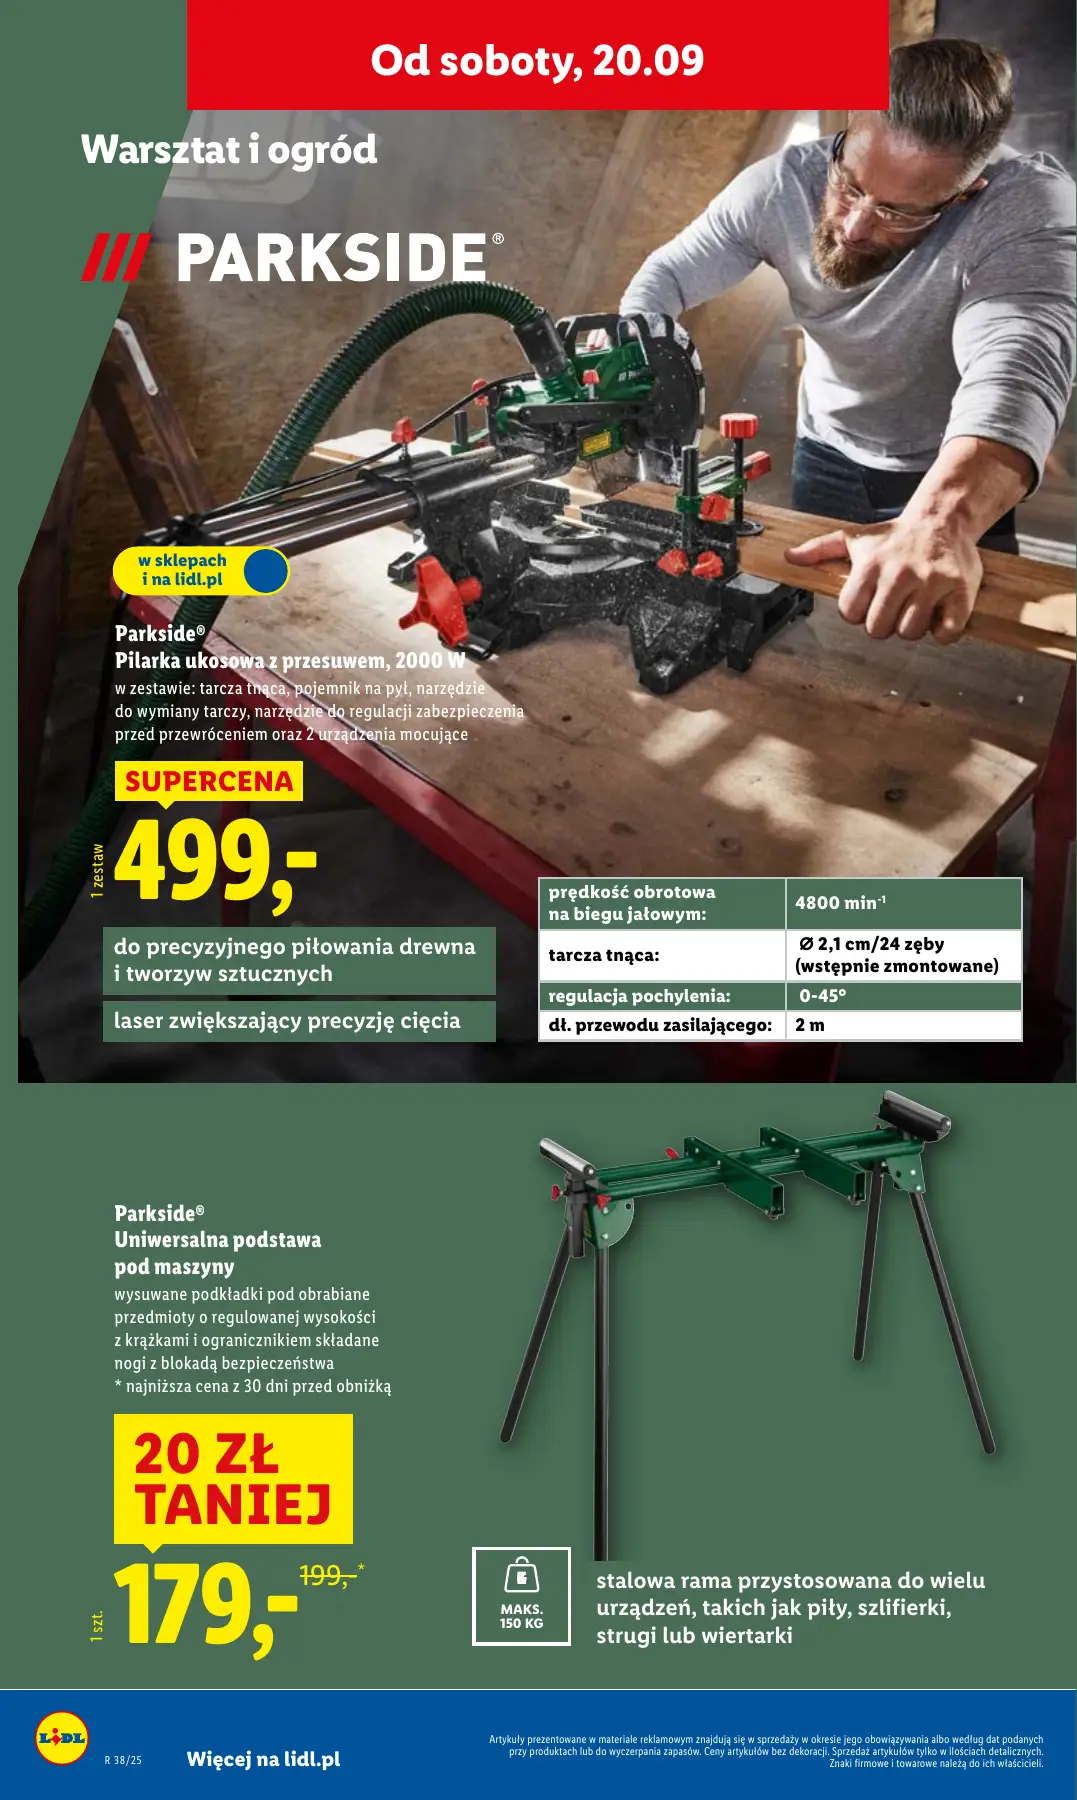 Od soboty, 20.09
Warsztat i ogród
PARKSIDE®
w sklepach
i na lidl.pl
Parkside®
Pilarka ukosowa z przesuwem, 2000 W
w zestawie: tarcza tnąca, pojemnik na pył, narzędzie
do wymiany tarczy, narzędzie do regulacji zabezpieczenia
przed przewróceniem oraz 2 urządzenia mocujące
SUPERCENA
1 zestaw
499,-
do precyzyjnego piłowania drewna
i tworzyw sztucznych
laser zwiększający precyzję cięcia
prędkość obrotowa
na biegu jałowym:
4800 min-1
tarcza tnąca:
Ø 2,1 cm/24 zęby
(wstępnie zmontowane)
regulacja pochylenia:
0-45°
dł. przewodu zasilającego:
2 m
Parkside®
Uniwersalna podstawa
pod maszyny
wysuwane podkładki pod obrabiane
przedmioty o regulowanej wysokości
z krążkami i ogranicznikiem składane
nogi z blokadą bezpieczeństwa
* najniższa cena z 30 dni przed obniżką
20 ZŁ
TANIEJ
1 szt.
179,-
199,-*
MAKS.
150 KG
stalowa rama przystosowana do wielu
urządzeń, takich jak piły, szlifierki,
strugi lub wiertarki
LIDL
R 38/25
Więcej na lidl.pl
Artykuły prezentowane w materiale reklamowym znajdują się w sprzedaży w okresie jego obowiązywania albo według dat podanych
przy produktach lub do wyczerpania zapasów. Ceny artykułów bez dekoracji. Sprzedaż artykułów tylko w ilościach detalicznych.
Znaki firmowe i towarowe należą do ich właścicieli.